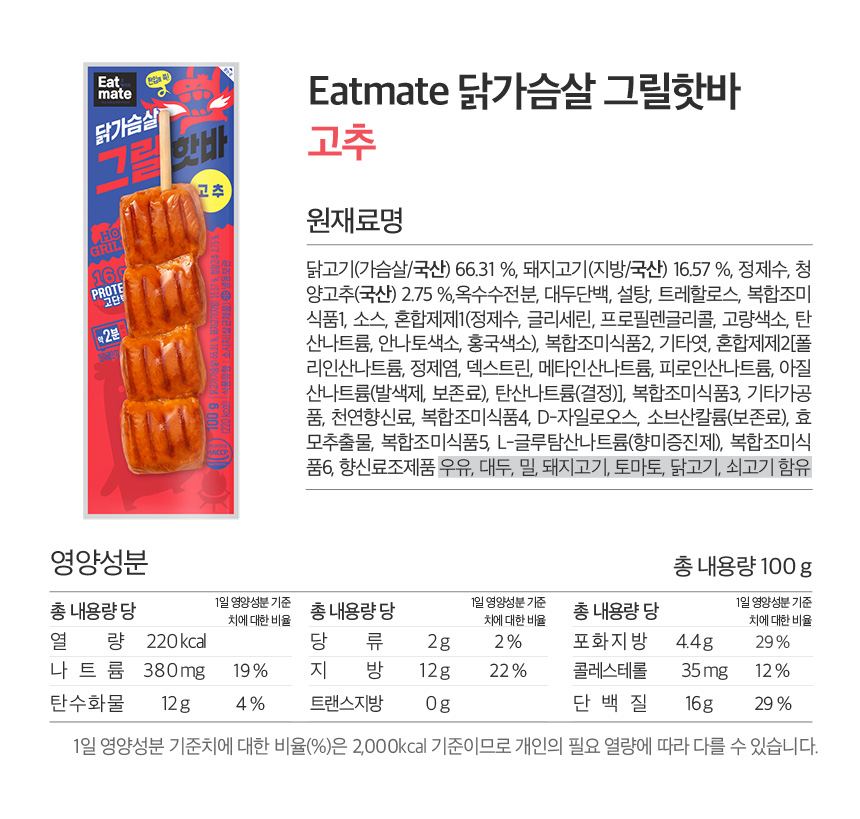 Eatmate 닭가슴살 그릴핫바
고추
Eat
mate
한입에 쏙!
닭가슴살
그릴핫바
고추
HOT
GRILL
16g
PROTEIN
고단백
약2분
100 g
(220 kcal)
HACCP
원재료명
닭고기(가슴살/국산) 66.31 %, 돼지고기(지방/국산) 16.57 %, 정제수, 청
양고추(국산) 2.75 %,옥수수전분, 대두단백, 설탕, 트레할로스, 복합조미
식품1, 소스, 혼합제제1(정제수, 글리세린, 프로필렌글리콜, 고량색소, 탄
산나트륨, 안나토색소, 홍국색소), 복합조미식품2, 기타엿, 혼합제제2[폴
리인산나트륨, 정제염, 덱스트린, 메타인산나트륨, 피로인산나트륨, 아질
산나트륨(발색제, 보존료), 탄산나트륨(결정)], 복합조미식품3, 기타가공
품, 천연향신료, 복합조미식품4, D-자일로오스, 소브산칼륨(보존료), 효
모추출물, 복합조미식품5, L-글루탐산나트륨(향미증진제), 복합조미식
품6, 향신료조제품 우유, 대두, 밀, 돼지고기, 토마토, 닭고기, 쇠고기 함유
영양성분 총 내용량 100 g
총 내용량 당 1일 영양성분 기준치에 대한 비율 총 내용량 당 1일 영양성분 기준치에 대한 비율 총 내용량 당 1일 영양성분 기준치에 대한 비율
열 량 220 kcal 당 류 2 g 2 % 포화지방 4.4 g 29 %
나 트 륨 380 mg 19 % 지 방 12 g 22 % 콜레스테롤 35 mg 12 %
탄수화물 12 g 4 % 트랜스지방 0 g 단 백 질 16 g 29 %
1일 영양성분 기준치에 대한 비율(%)은 2,000kcal 기준이므로 개인의 필요 열량에 따라 다를 수 있습니다.